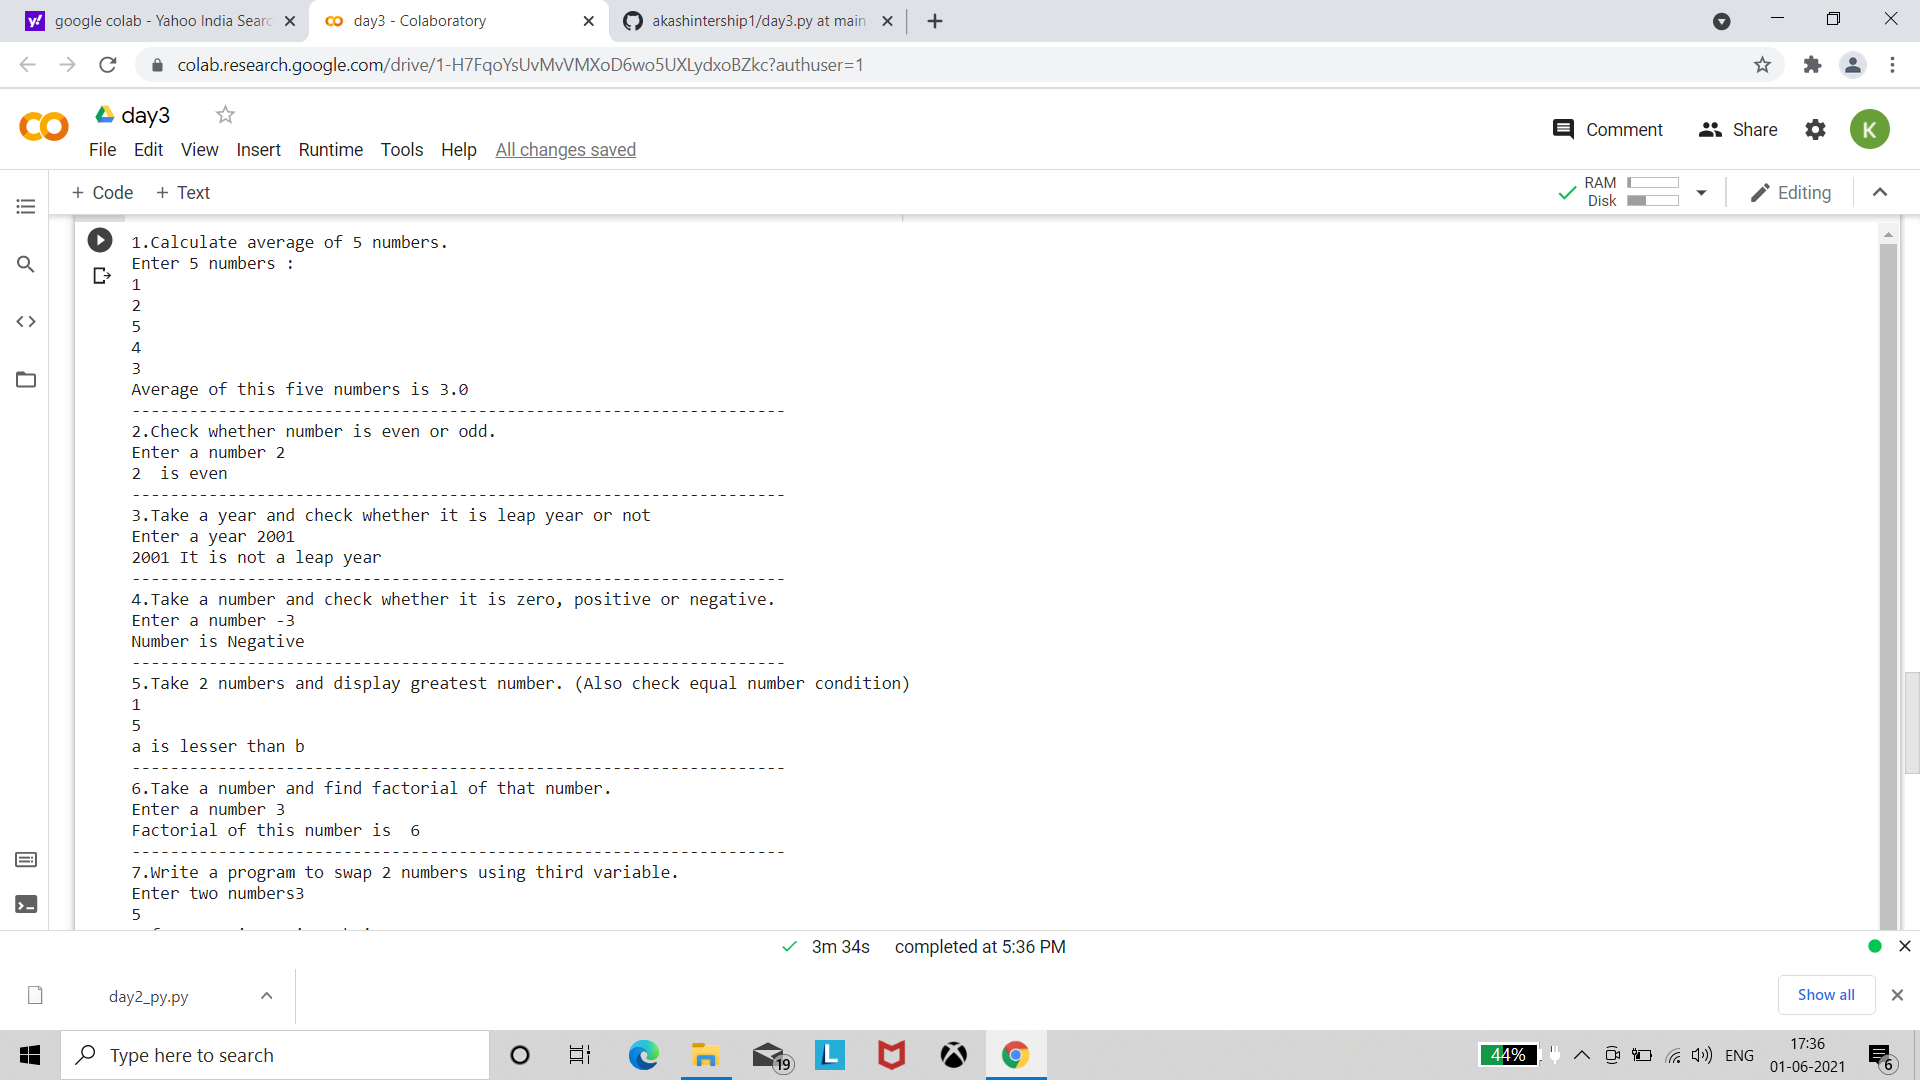 google colab - Yahoo India Searc
day3 - Colaboratory
akashintership1/day3.py at main
colab.research.google.com/drive/1-H7FqoYsUvMvVMXoD6wo5UXLydxoBZkc?authuser=1
day3
Comment
Share
K
File Edit View Insert Runtime Tools Help All changes saved
+ Code + Text
RAM
Disk
Editing
1.Calculate average of 5 numbers.
Enter 5 numbers :
1
2
5
4
3
Average of this five numbers is 3.0
--------------------------------------------------------------------
2.Check whether number is even or odd.
Enter a number 2
2  is even
--------------------------------------------------------------------
3.Take a year and check whether it is leap year or not
Enter a year 2001
2001 It is not a leap year
--------------------------------------------------------------------
4.Take a number and check whether it is zero, positive or negative.
Enter a number -3
Number is Negative
--------------------------------------------------------------------
5.Take 2 numbers and display greatest number. (Also check equal number condition)
1
5
a is lesser than b
--------------------------------------------------------------------
6.Take a number and find factorial of that number.
Enter a number 3
Factorial of this number is  6
--------------------------------------------------------------------
7.Write a program to swap 2 numbers using third variable.
Enter two numbers3
5
3m 34s completed at 5:36 PM
day2_py.py
Show all
Type here to search
19
L
44%
ENG
17:36
01-06-2021
6